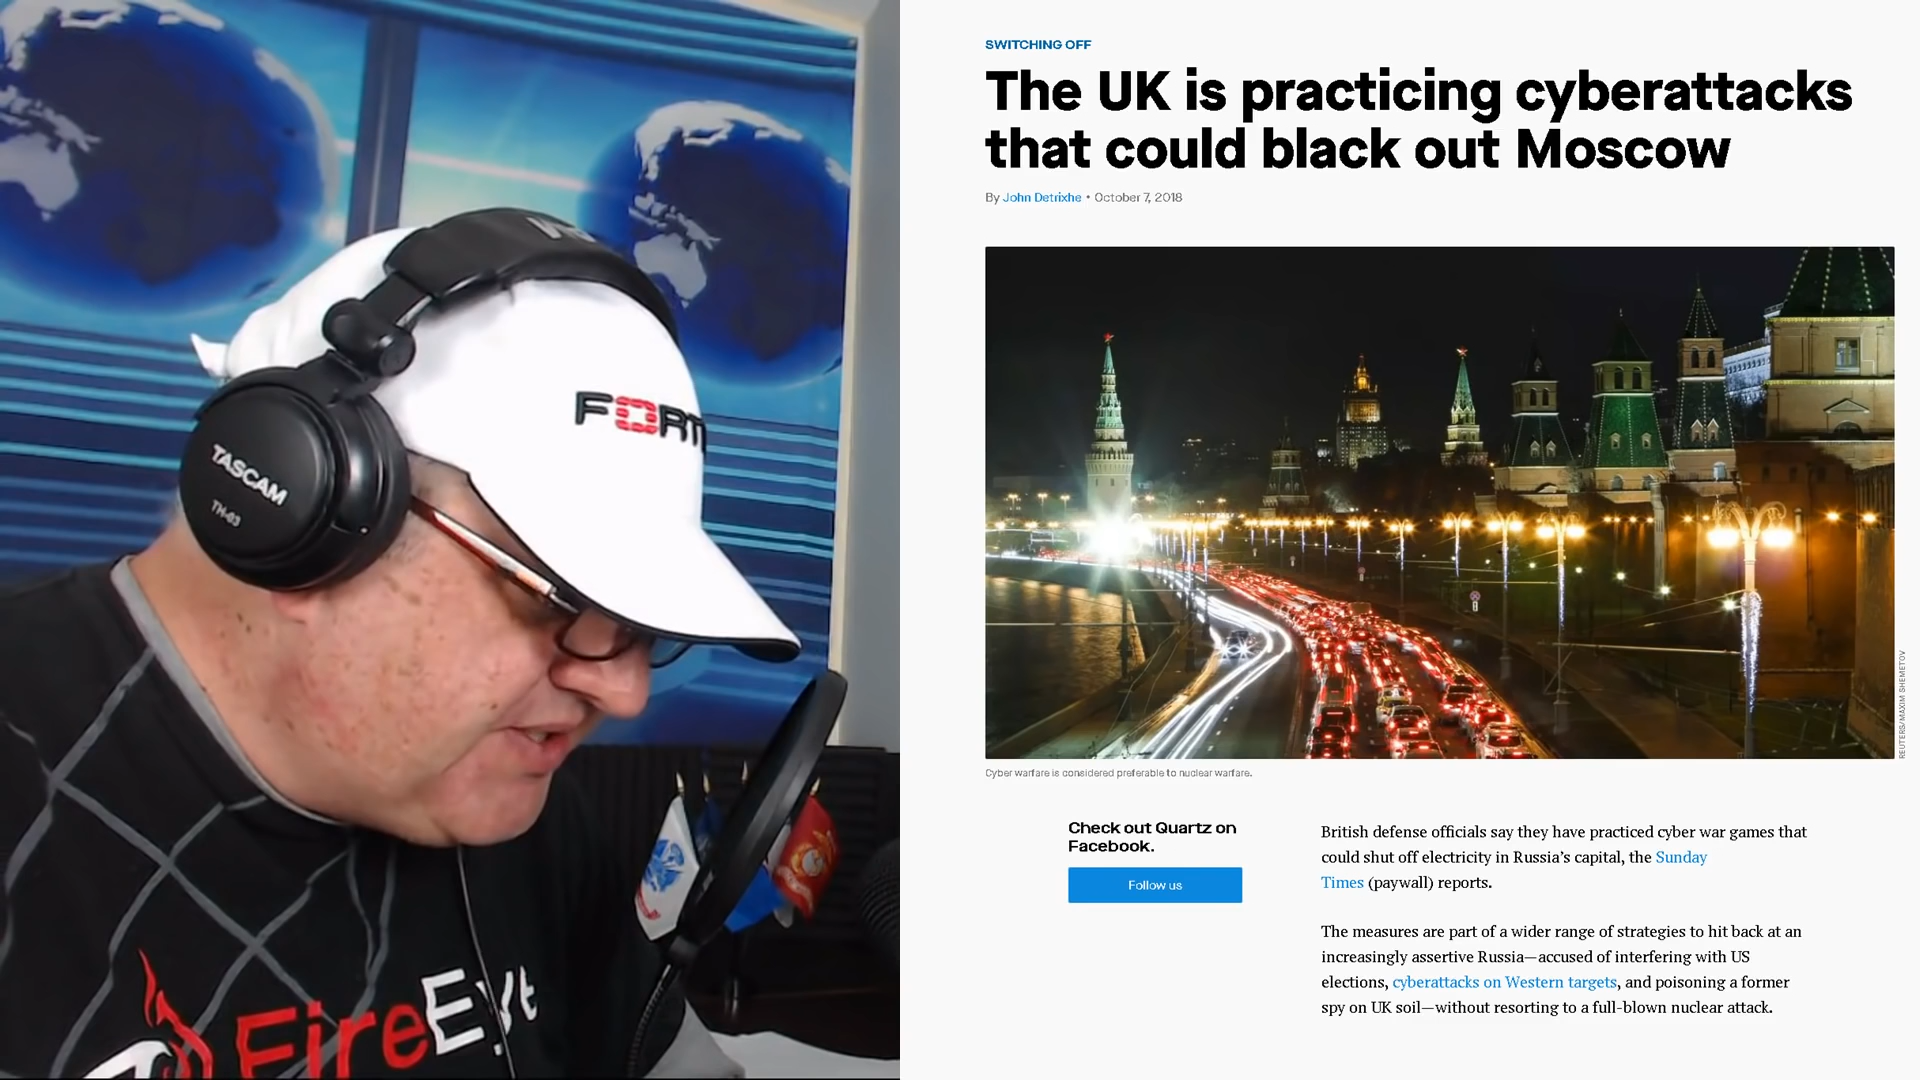 TASCAM
TH-03
FORT
FireEye
SWITCHING OFF
The UK is practicing cyberattacks
that could black out Moscow
By John Detrixhe • October 7, 2018
REUTERS/MAXIM SHEMETOV
Cyber warfare is considered preferable to nuclear warfare.
Check out Quartz on
Facebook.
Follow us
British defense officials say they have practiced cyber war games that
could shut off electricity in Russia’s capital, the Sunday
Times (paywall) reports.
The measures are part of a wider range of strategies to hit back at an
increasingly assertive Russia—accused of interfering with US
elections, cyberattacks on Western targets, and poisoning a former
spy on UK soil—without resorting to a full-blown nuclear attack.